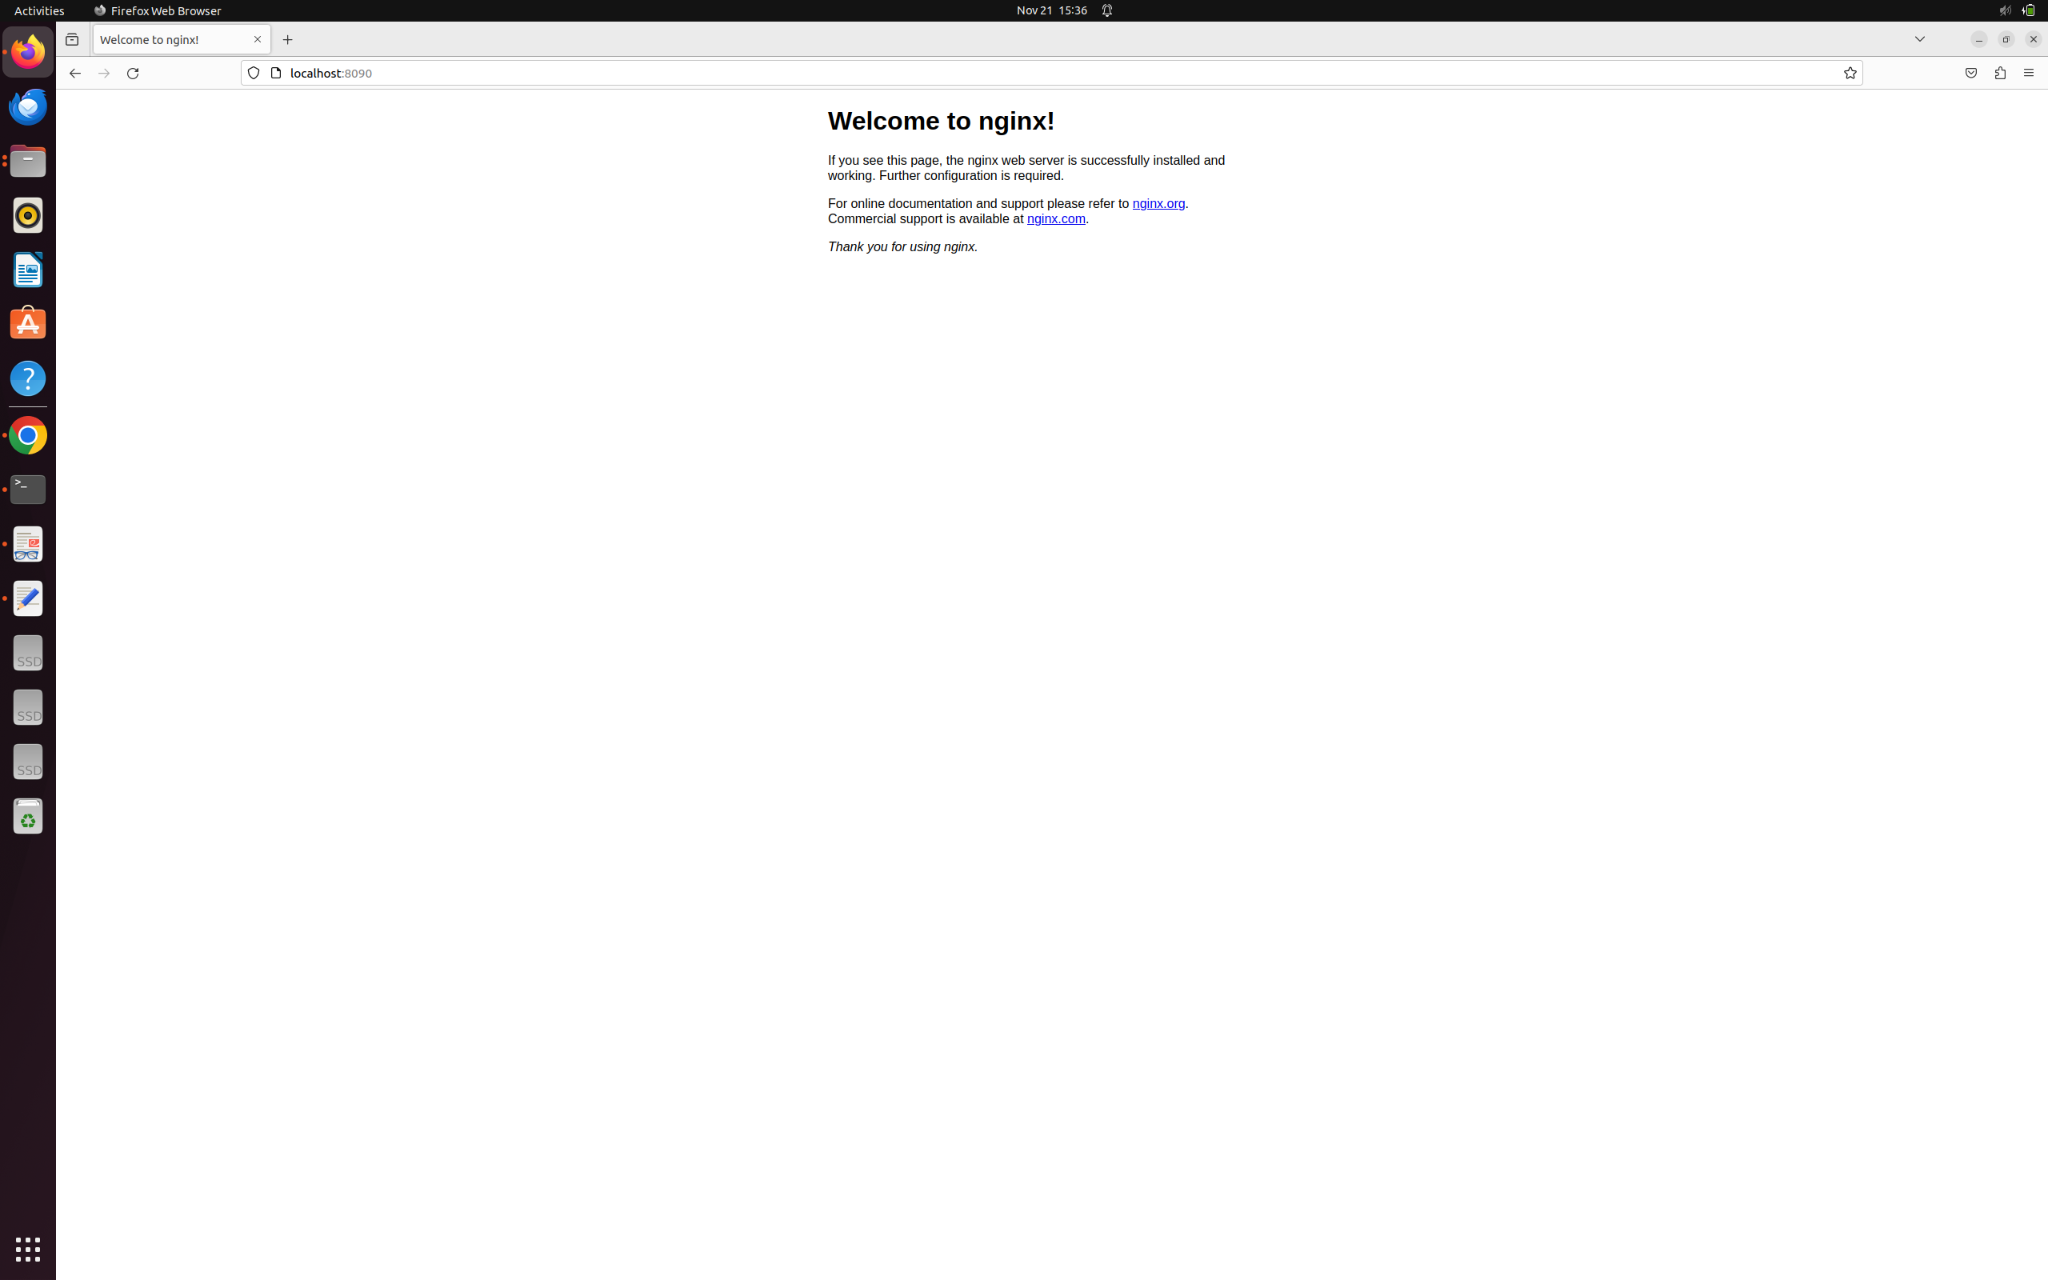 Activities
Firefox Web Browser
Nov 21 15:36
Welcome to nginx!
localhost:8090
Welcome to nginx!
If you see this page, the nginx web server is successfully installed and
working. Further configuration is required.
For online documentation and support please refer to nginx.org.
Commercial support is available at nginx.com.
Thank you for using nginx.
>_
SSD
SSD
SSD